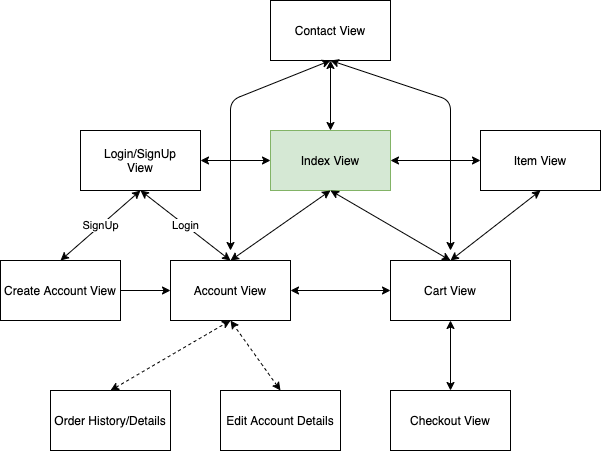 Contact View
Login/SignUp
View
Index View
Item View
SignUp
Login
Create Account View
Account View
Cart View
Order History/Details
Edit Account Details
Checkout View